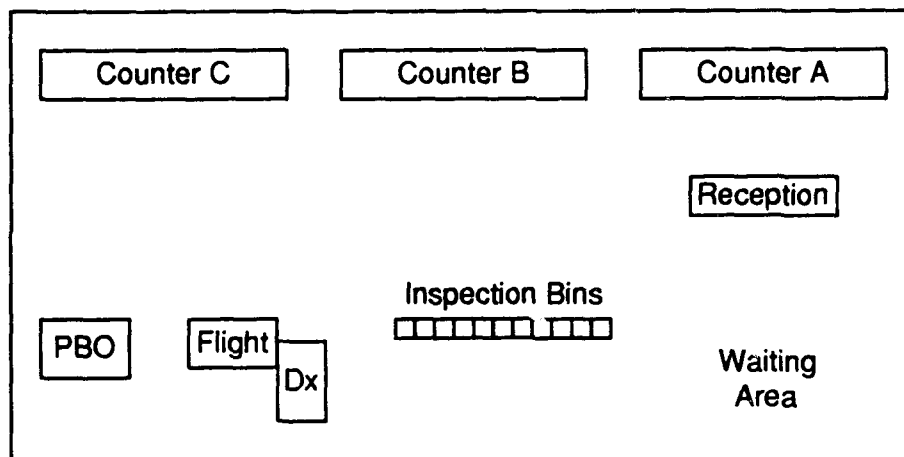 Counter C
Counter B
Counter A
Reception
Inspection Bins
PBO
Flight
Dx
Waiting
Area